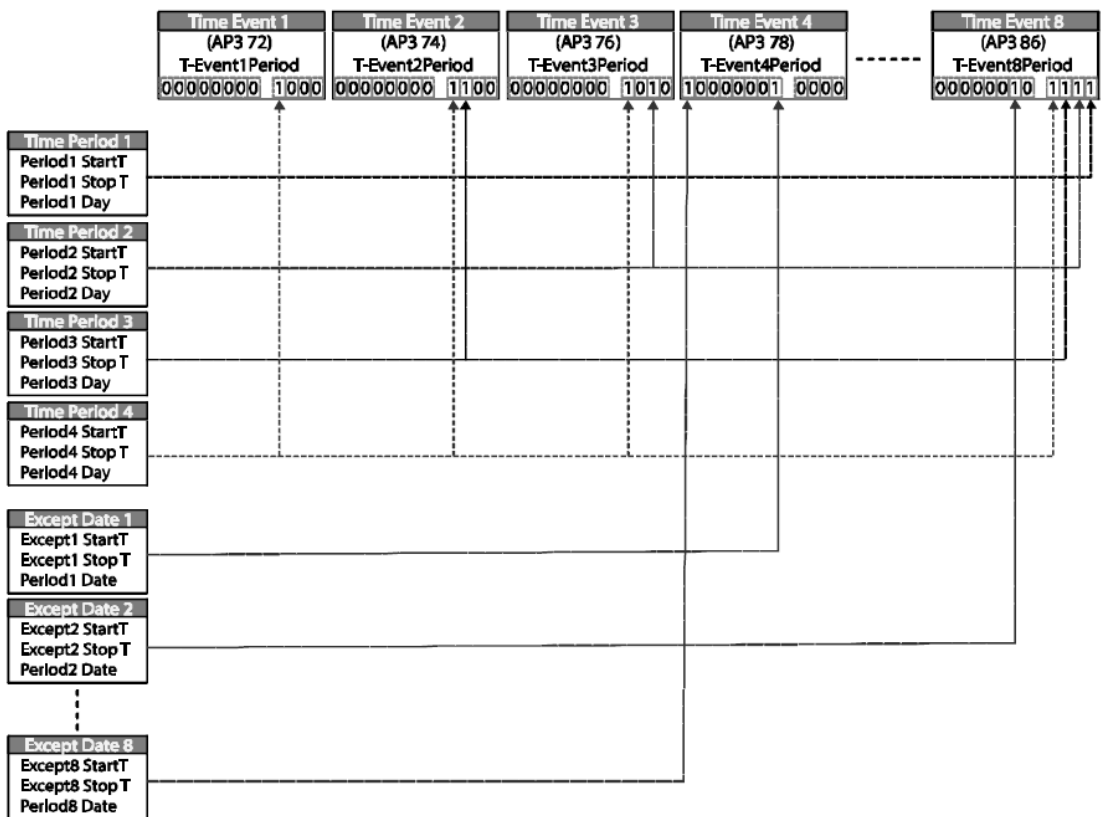 Time Event 1
(AP3 72)
T-Event1Period
00000000 1000
Time Event 2
(AP3 74)
T-Event2Period
00000000 1100
Time Event 3
(AP3 76)
T-Event3Period
00000000 1010
Time Event 4
(AP3 78)
T-Event4Period
10000001 0000
Time Event 8
(AP3 86)
T-Event8Period
00000010 1111
Time Period 1
Period1 StartT
Period1 Stop T
Period1 Day
Time Period 2
Period2 StartT
Period2 Stop T
Period2 Day
Time Period 3
Period3 StartT
Period3 Stop T
Period3 Day
Time Period 4
Period4 StartT
Period4 Stop T
Period4 Day
Except Date 1
Except1 StartT
Except1 Stop T
Period1 Date
Except Date 2
Except2 StartT
Except2 Stop T
Period2 Date
Except Date 8
Except8 StartT
Except8 Stop T
Period8 Date